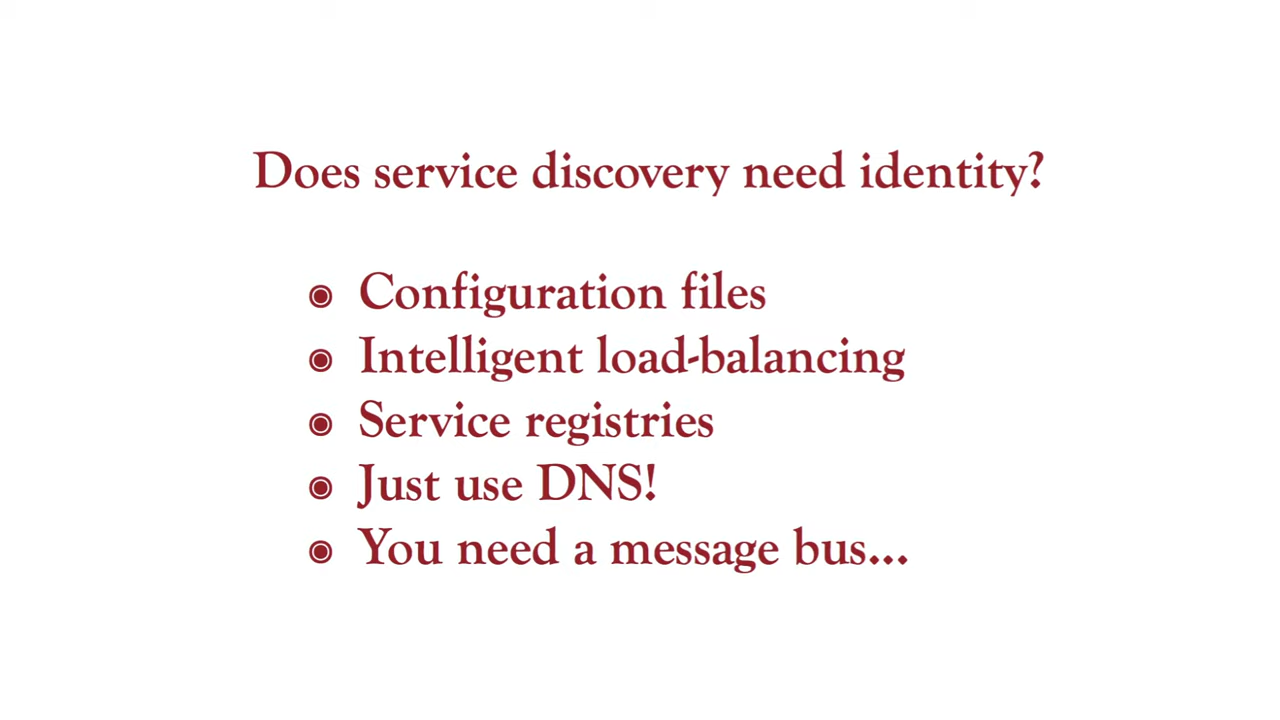 Does service discovery need identity?
◉ Configuration files
◉ Intelligent load-balancing
◉ Service registries
◉ Just use DNS!
◉ You need a message bus...